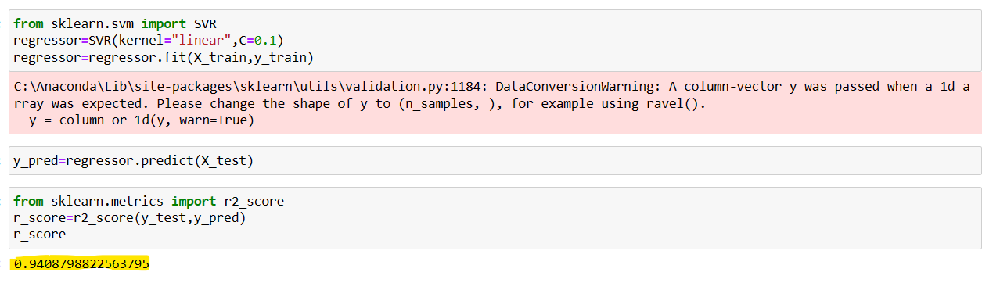 from sklearn.svm import SVR
regressor=SVR(kernel="linear",C=0.1)
regressor=regressor.fit(X_train,y_train)
C:\Anaconda\Lib\site-packages\sklearn\utils\validation.py:1184: DataConversionWarning: A column-vector y was passed when a 1d a
rray was expected. Please change the shape of y to (n_samples, ), for example using ravel().
  y = column_or_1d(y, warn=True)
y_pred=regressor.predict(X_test)
from sklearn.metrics import r2_score
r_score=r2_score(y_test,y_pred)
r_score
0.9408798822563795